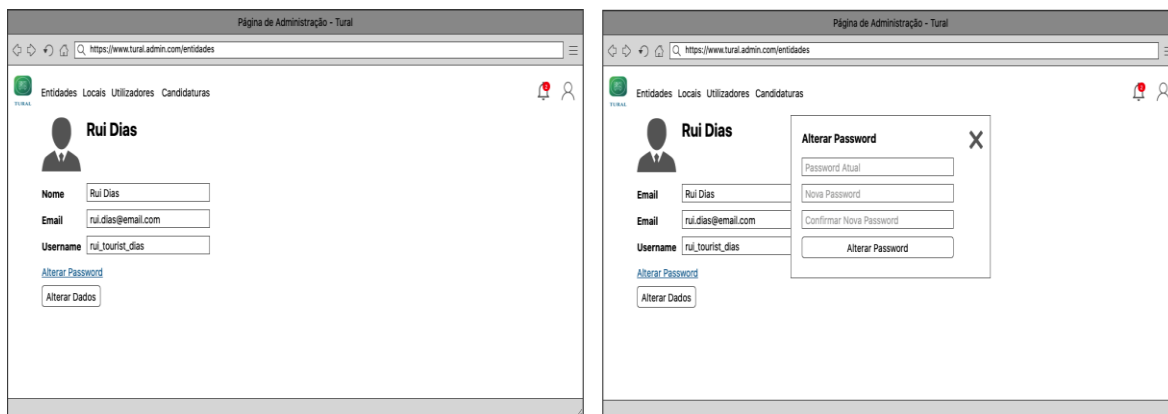 Página de Administração - Tural
https://www.tural.admin.com/entidades
TURAL
Entidades Locais Utilizadores Candidaturas
Rui Dias
Nome Rui Dias
Email rui.dias@email.com
Username rui_tourist_dias
Alterar Password
Alterar Dados
Página de Administração - Tural
https://www.tural.admin.com/entidades
TURAL
Entidades Locais Utilizadores Candidaturas
Rui Dias
Email Rui Dias
Email rui.dias@email.com
Username rui_tourist_dias
Alterar Password
Alterar Dados
Alterar Password
X
Password Atual
Nova Password
Confirmar Nova Password
Alterar Password